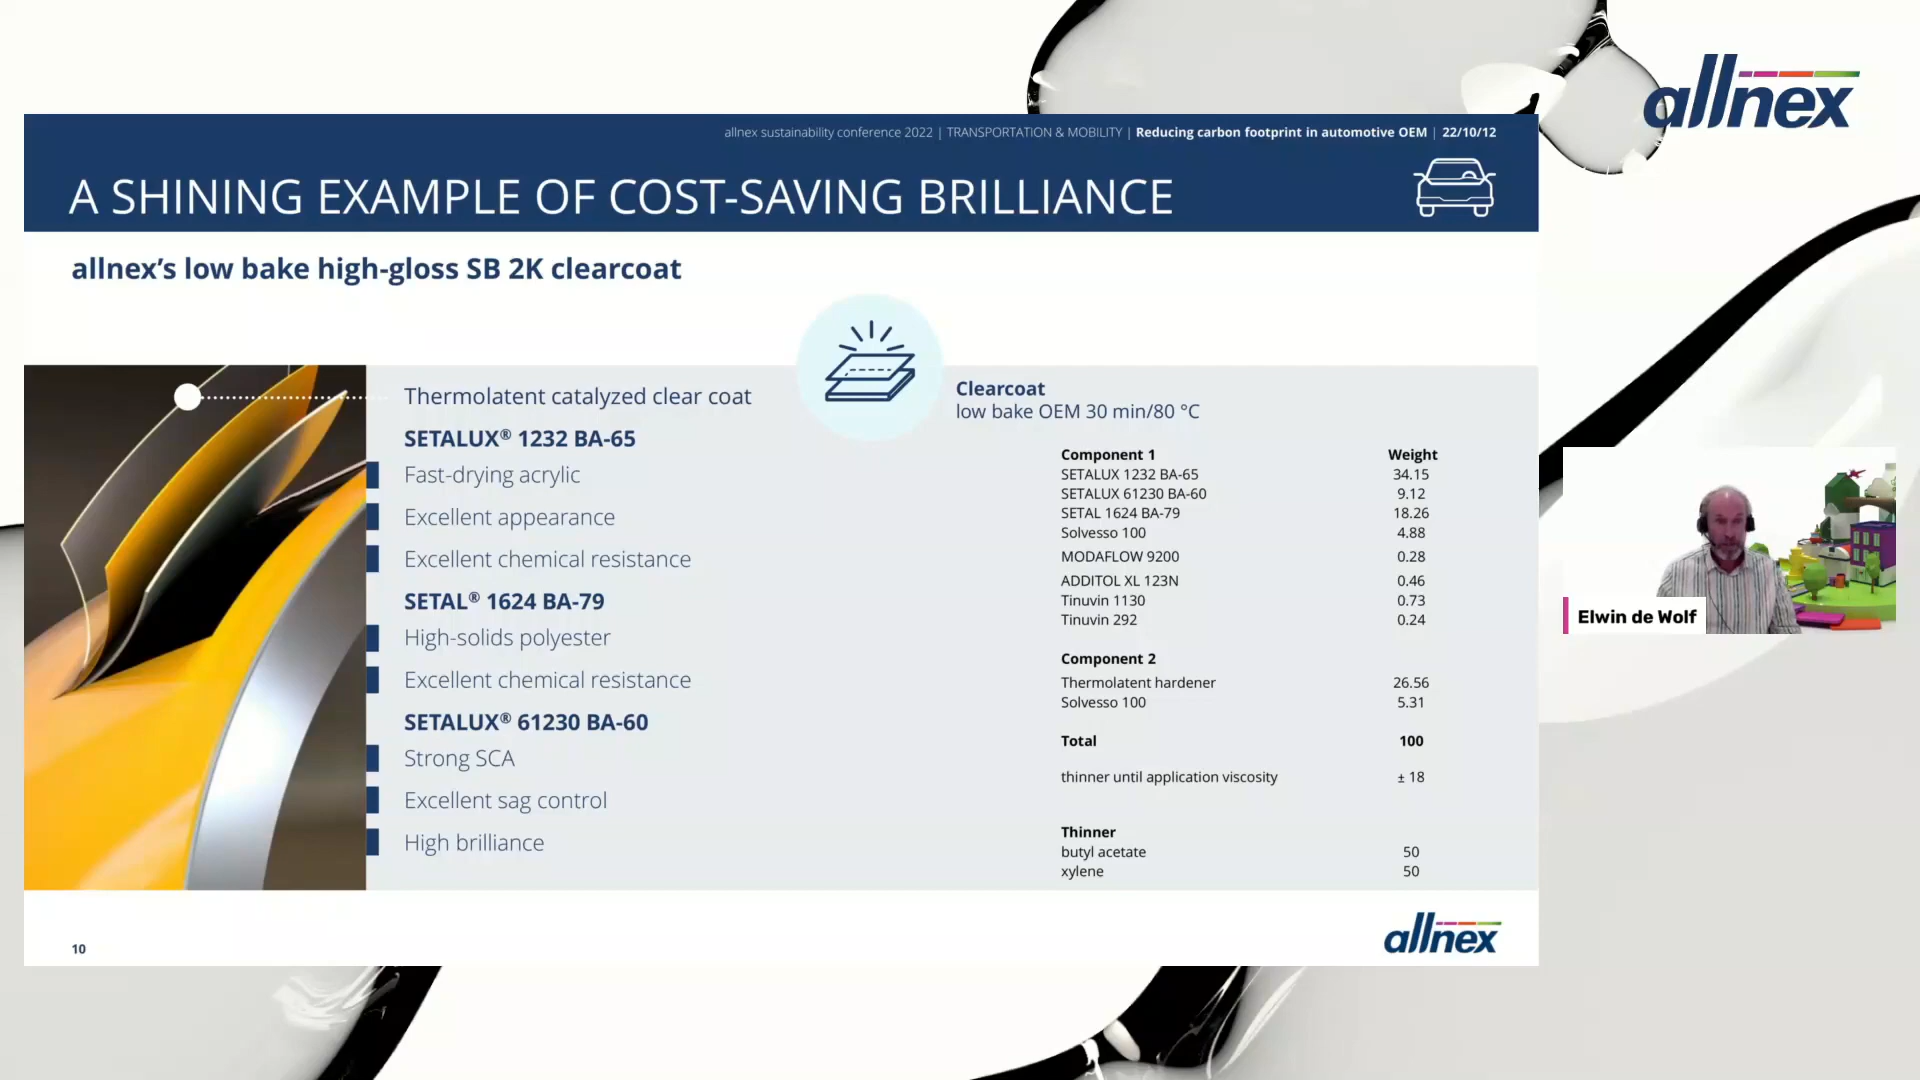 allnex
allnex sustainability conference 2022 | TRANSPORTATION & MOBILITY | Reducing carbon footprint in automotive OEM | 22/10/12
A SHINING EXAMPLE OF COST-SAVING BRILLIANCE
allnex’s low bake high-gloss SB 2K clearcoat
Thermolatent catalyzed clear coat
SETALUX® 1232 BA-65
Fast-drying acrylic
Excellent appearance
Excellent chemical resistance
SETAL® 1624 BA-79
High-solids polyester
Excellent chemical resistance
SETALUX® 61230 BA-60
Strong SCA
Excellent sag control
High brilliance
Clearcoat
low bake OEM 30 min/80 °C
Component 1 Weight
SETALUX 1232 BA-65 34.15
SETALUX 61230 BA-60 9.12
SETAL 1624 BA-79 18.26
Solvesso 100 4.88
MODAFLOW 9200 0.28
ADDITOL XL 123N 0.46
Tinuvin 1130 0.73
Tinuvin 292 0.24
Component 2
Thermolatent hardener 26.56
Solvesso 100 5.31
Total 100
thinner until application viscosity ± 18
Thinner
butyl acetate 50
xylene 50
Elwin de Wolf
10
allnex